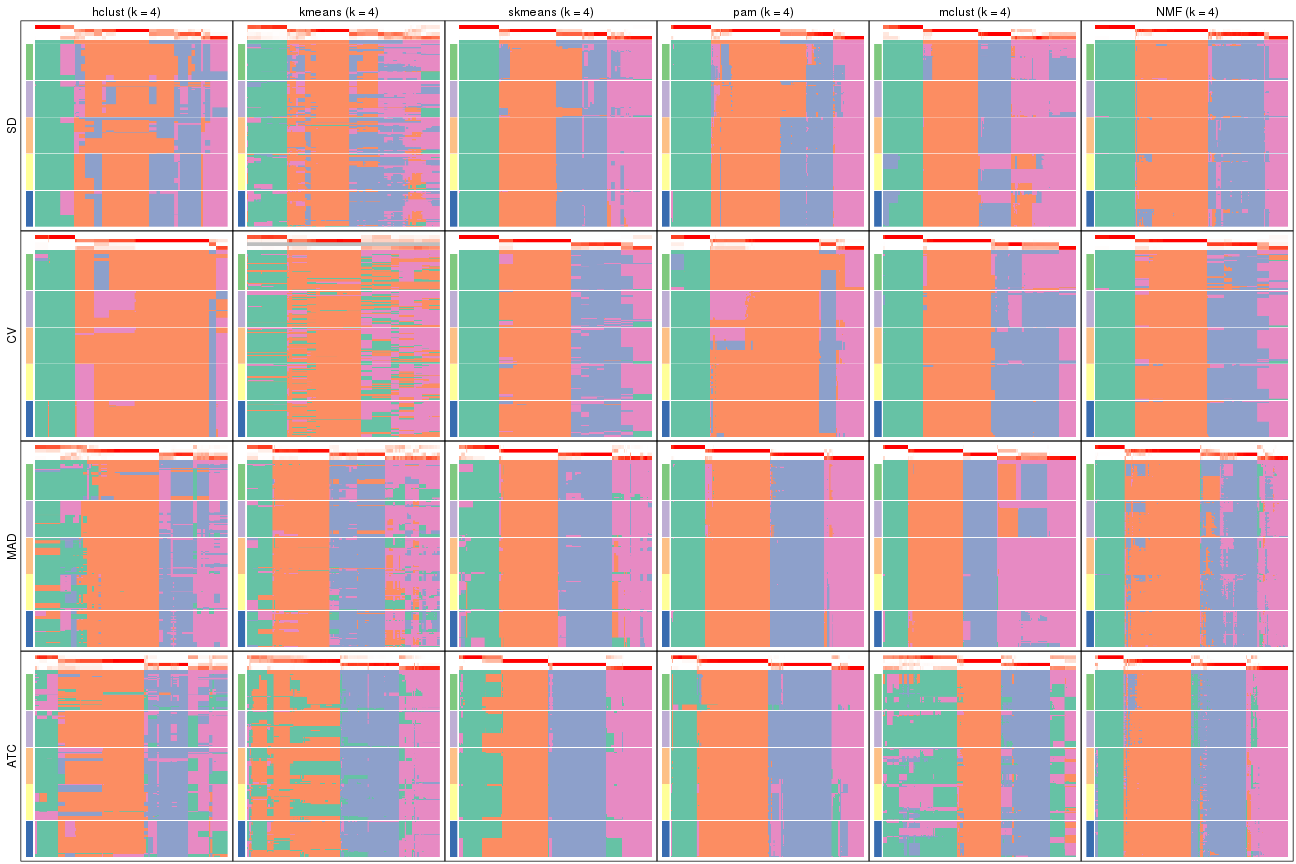 hclust (k = 4)
kmeans (k = 4)
skmeans (k = 4)
pam (k = 4)
mclust (k = 4)
NMF (k = 4)
SD
CV
MAD
ATC